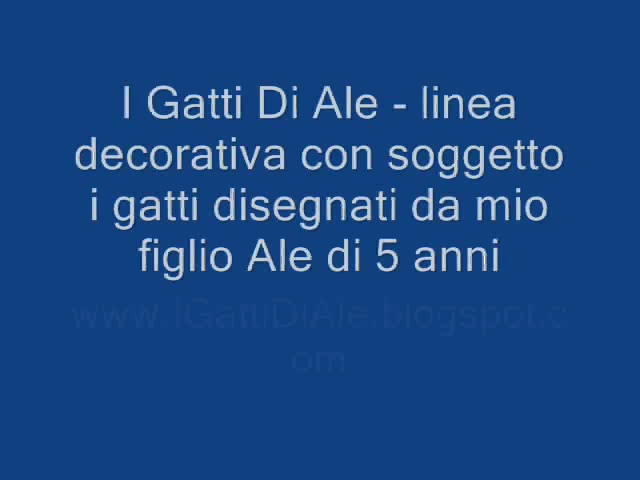 I Gatti Di Ale - linea
decorativa con soggetto
i gatti disegnati da mio
figlio Ale di 5 anni
www.IGattiDiAle.blogspot.c
om